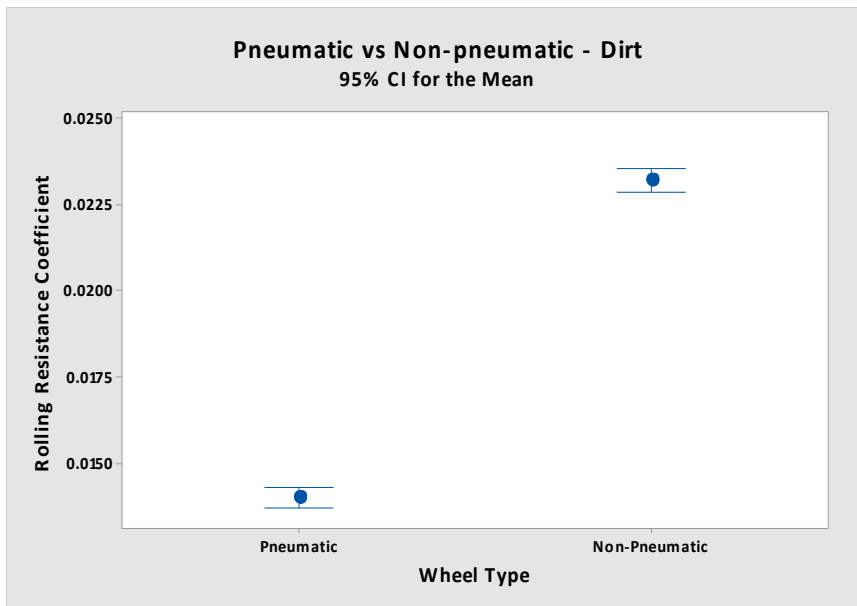 Pneumatic vs Non-pneumatic - Dirt
95% CI for the Mean
Rolling Resistance Coefficient
0.0250
0.0225
0.0200
0.0175
0.0150
Pneumatic
Non-Pneumatic
Wheel Type